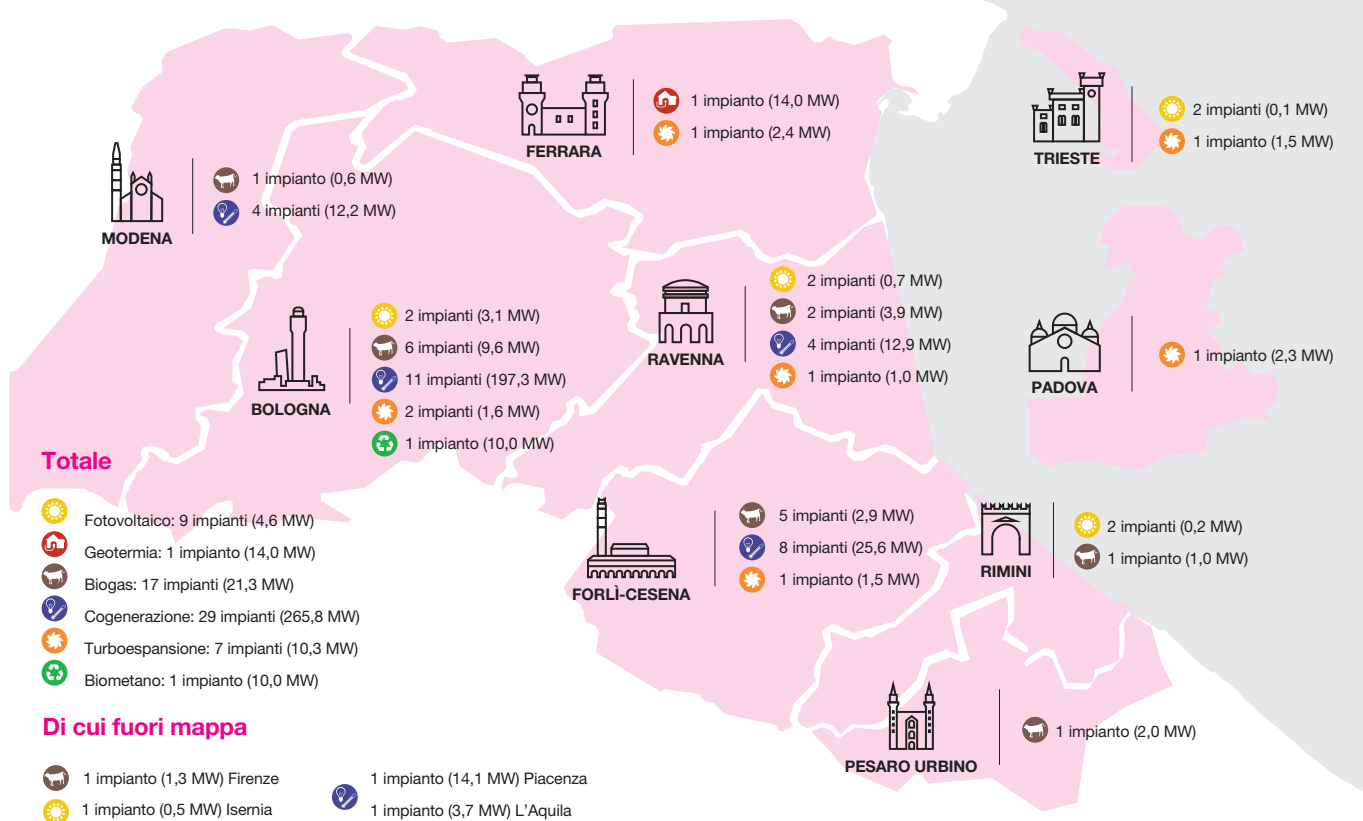 1 impianto (14,0 MW)
1 impianto (2,4 MW)
FERRARA
2 impianti (0,1 MW)
1 impianto (1,5 MW)
TRIESTE
1 impianto (0,6 MW)
4 impianti (12,2 MW)
MODENA
2 impianti (0,7 MW)
2 impianti (3,9 MW)
4 impianti (12,9 MW)
1 impianto (1,0 MW)
RAVENNA
2 impianti (3,1 MW)
6 impianti (9,6 MW)
11 impianti (197,3 MW)
2 impianti (1,6 MW)
1 impianto (10,0 MW)
BOLOGNA
1 impianto (2,3 MW)
PADOVA
Totale
Fotovoltaico: 9 impianti (4,6 MW)
Geotermia: 1 impianto (14,0 MW)
Biogas: 17 impianti (21,3 MW)
Cogenerazione: 29 impianti (265,8 MW)
Turboespansione: 7 impianti (10,3 MW)
Biometano: 1 impianto (10,0 MW)
5 impianti (2,9 MW)
8 impianti (25,6 MW)
1 impianto (1,5 MW)
FORLÌ-CESENA
2 impianti (0,2 MW)
1 impianto (1,0 MW)
RIMINI
1 impianto (2,0 MW)
PESARO URBINO
Di cui fuori mappa
1 impianto (1,3 MW) Firenze
1 impianto (0,5 MW) Isernia
1 impianto (14,1 MW) Piacenza
1 impianto (3,7 MW) L'Aquila